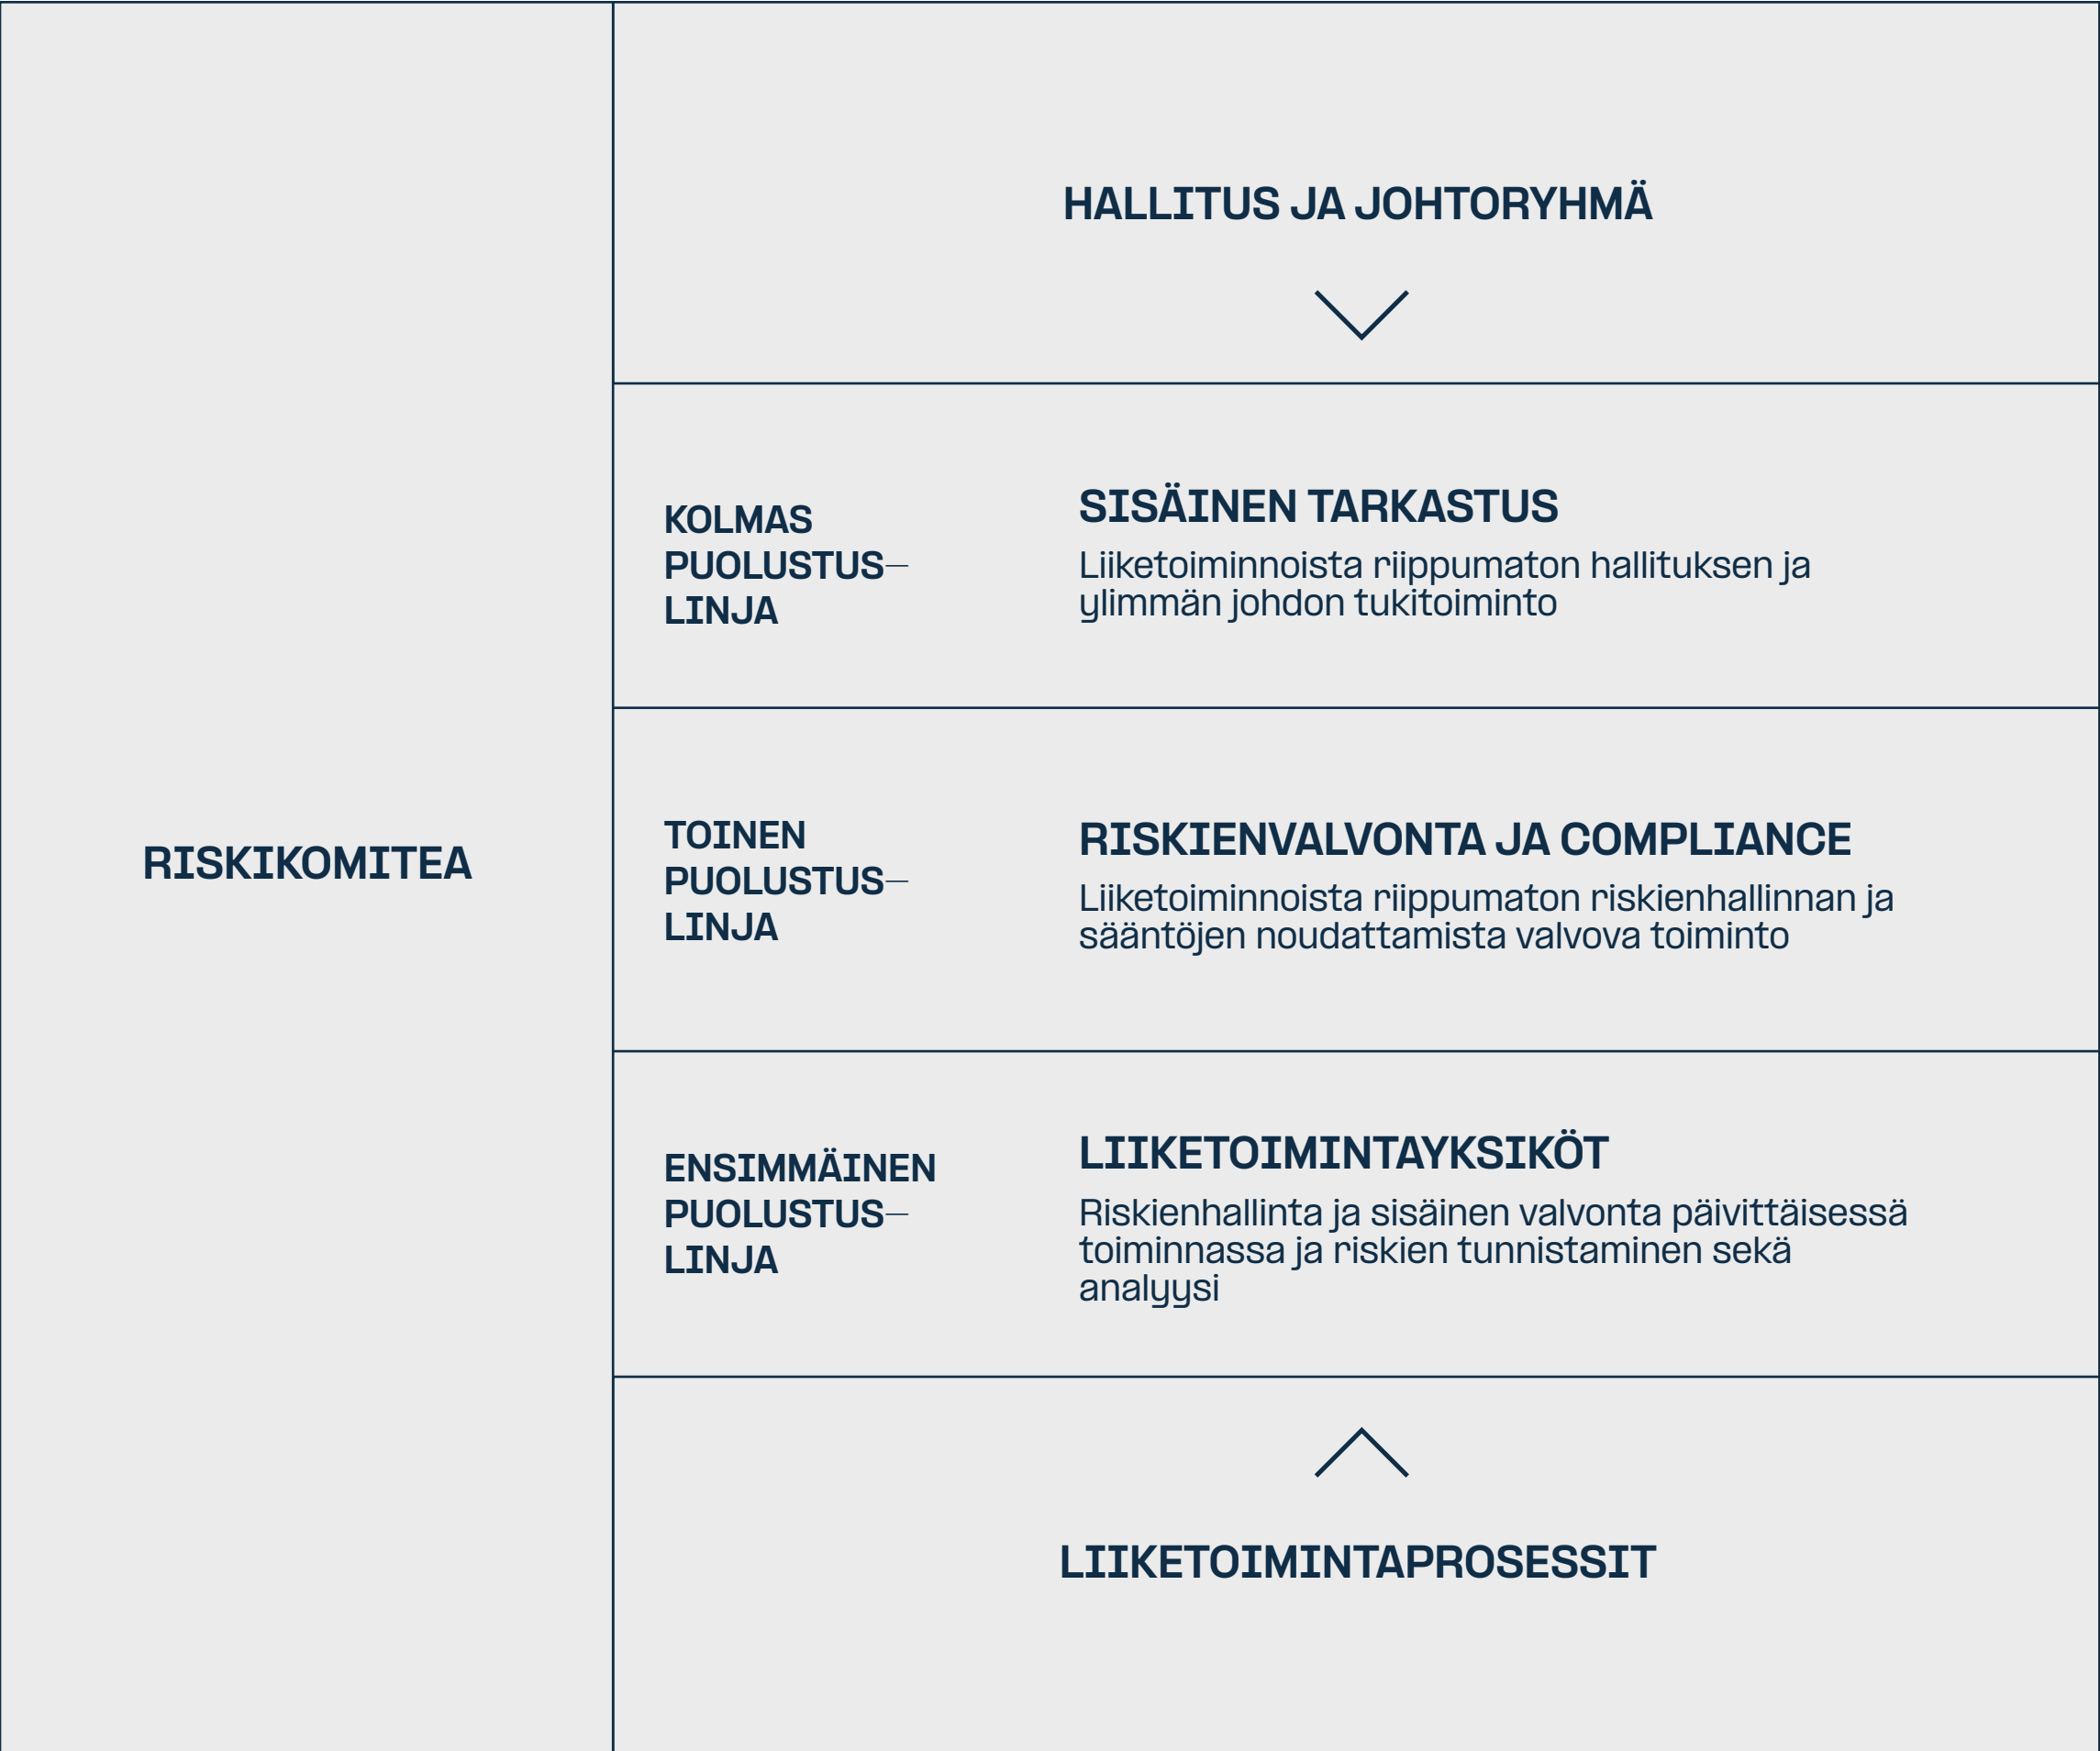 RISKIKOMITEA
HALLITUS JA JOHTORYHMÄ
KOLMAS
PUOLUSTUS–
LINJA
SISÄINEN TARKASTUS
Liiketoiminnoista riippumaton hallituksen ja
ylimmän johdon tukitoiminto
TOINEN
PUOLUSTUS–
LINJA
RISKIENVALVONTA JA COMPLIANCE
Liiketoiminnoista riippumaton riskienhallinnan ja
sääntöjen noudattamista valvova toiminto
ENSIMMÄINEN
PUOLUSTUS–
LINJA
LIIKETOIMINTAYKSIKÖT
Riskienhallinta ja sisäinen valvonta päivittäisessä
toiminnassa ja riskien tunnistaminen sekä
analyysi
LIIKETOIMINTAPROSESSIT